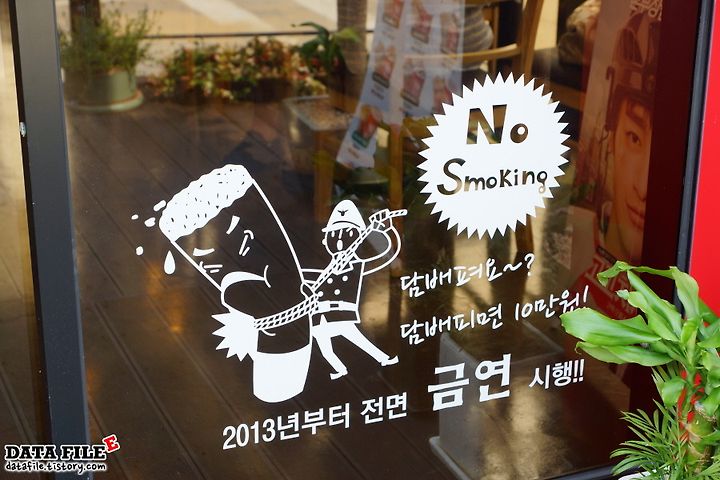 No
Smoking
담배펴요~?
담배피면 10만원!
2013년부터 전면 금연 시행!!
DATA FILE E
datafile.tistory.com